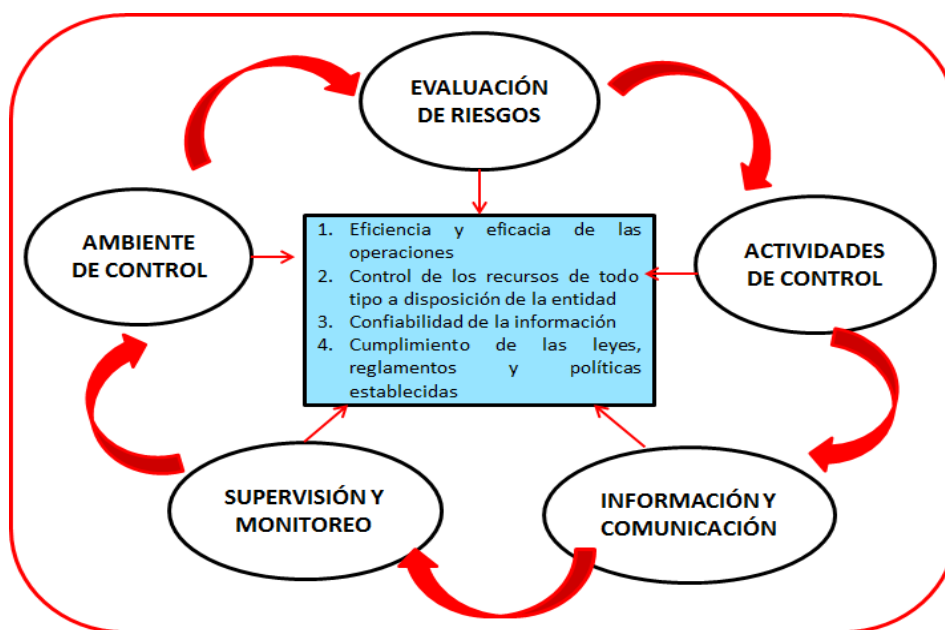 EVALUACIÓN
DE RIESGOS
AMBIENTE
DE CONTROL
1. Eficiencia y eficacia de las
operaciones
2. Control de los recursos de todo
tipo a disposición de la entidad
3. Confiabilidad de la información
4. Cumplimiento de las leyes,
reglamentos y políticas
establecidas
ACTIVIDADES
DE CONTROL
SUPERVISIÓN Y
MONITOREO
INFORMACIÓN Y
COMUNICACIÓN